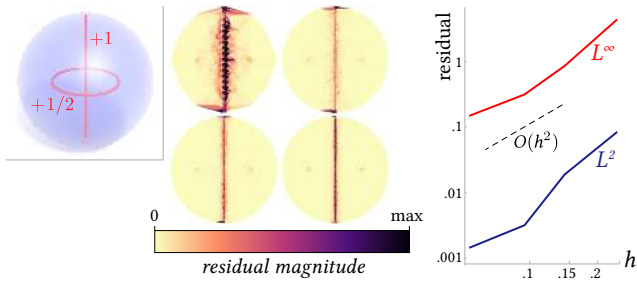 +1
+1/2
0 max
residual magnitude
residual
1
.1
.01
.001
L∞
O(h²)
L²
.1 .15 .2 h